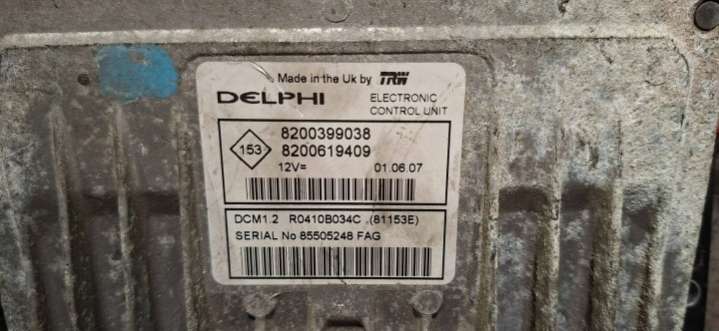 Made in the Uk by TRW
DELPHI ELECTRONIC
CONTROL UNIT
153
8200399038
8200619409
12V= 01.06.07
DCM1.2 R0410B034C .(81153E)
SERIAL No 85505248 FAG